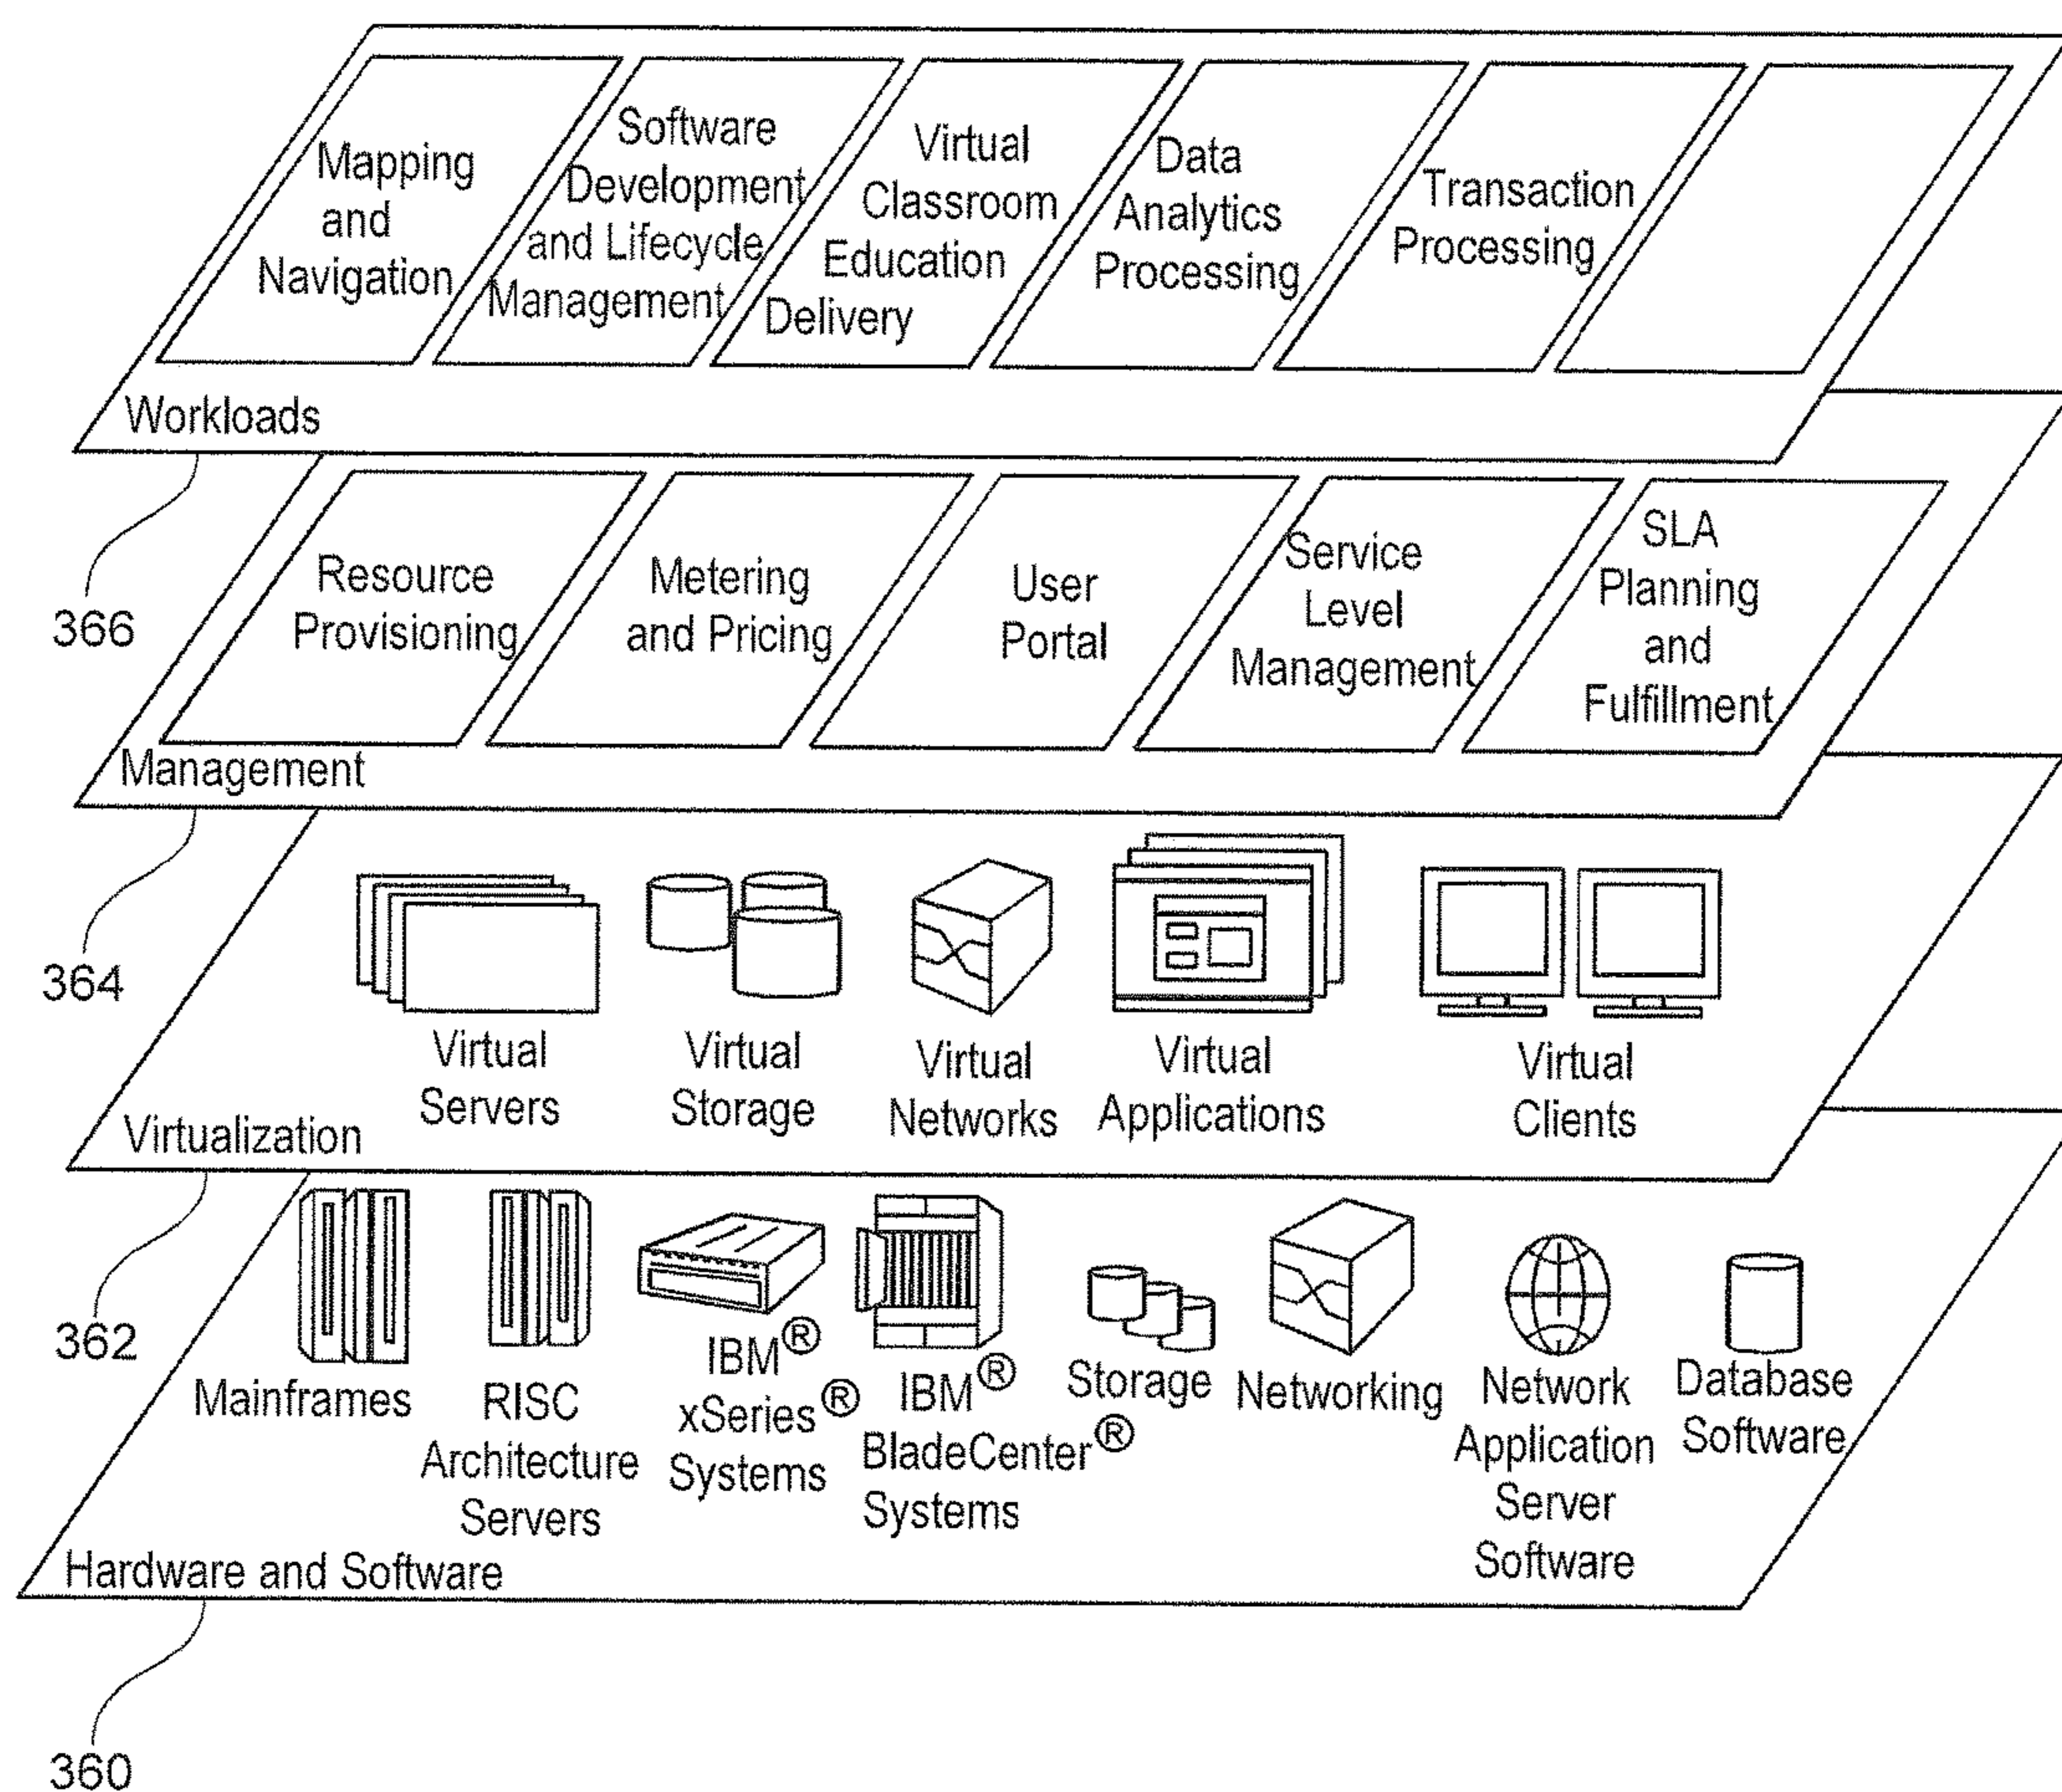 Mapping
and
Navigation
Software
Development
and Lifecycle
Management
Virtual
Classroom
Education
Delivery
Data
Analytics
Processing
Transaction
Processing
Workloads
366
Resource
Provisioning
Metering
and Pricing
User
Portal
Service
Level
Management
SLA
Planning
and
Fulfillment
Management
364
Virtual
Servers
Virtual
Storage
Virtual
Networks
Virtual
Applications
Virtual
Clients
Virtualization
362
Mainframes
RISC
Architecture
Servers
IBM®
xSeries®
Systems
IBM®
BladeCenter®
Systems
Storage
Networking
Network
Application
Server
Software
Database
Software
Hardware and Software
360